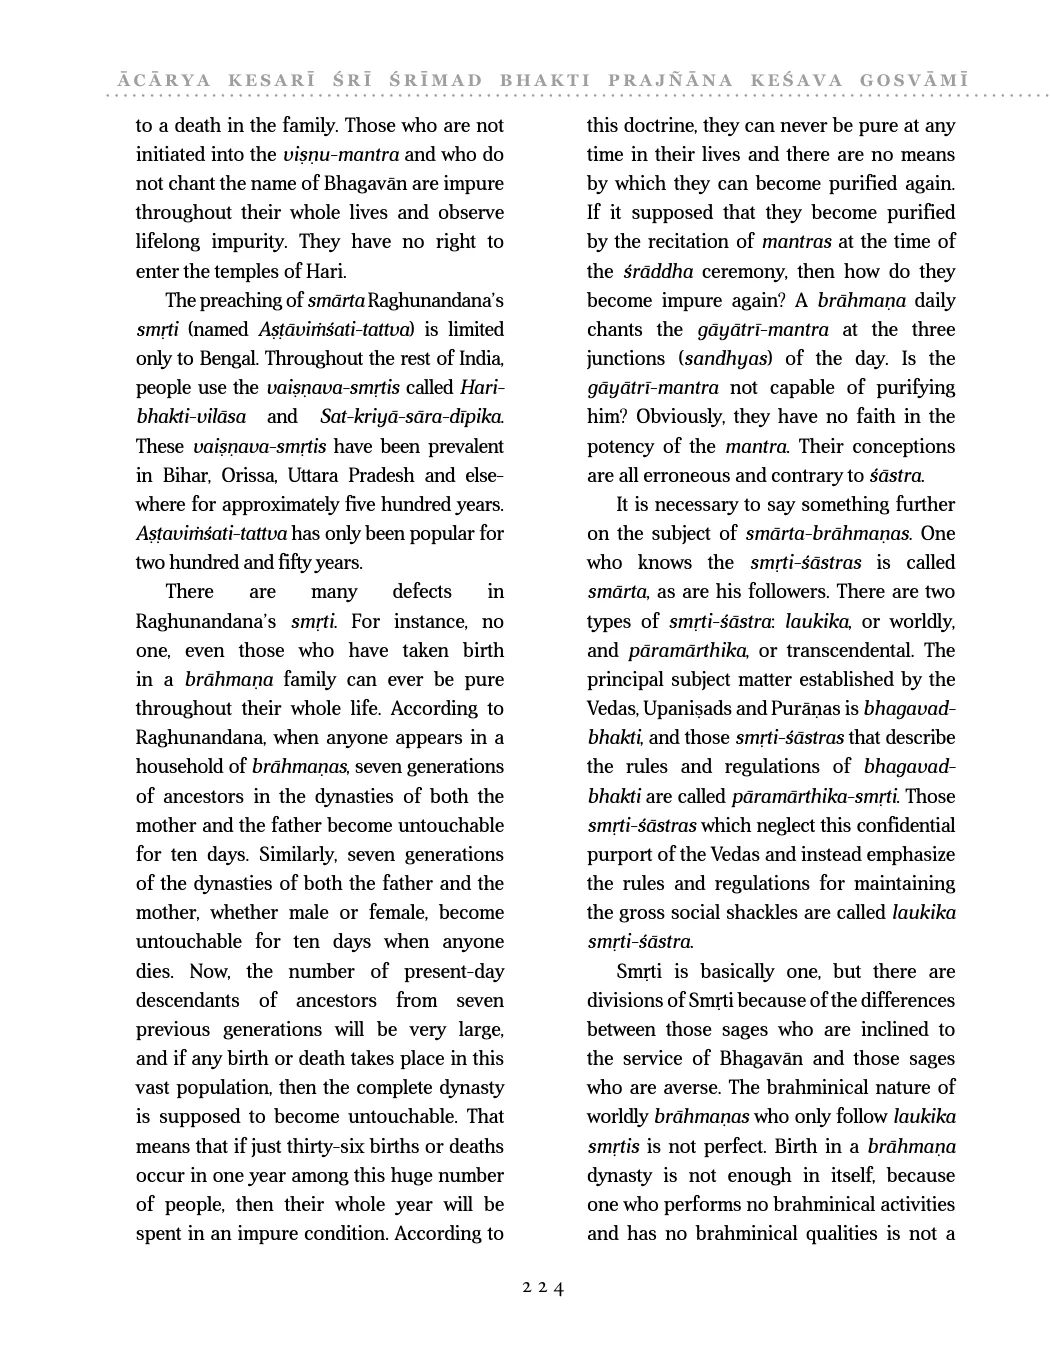 ĀCĀRYA KESARĪ ŚRĪ ŚRĪMAD BHAKTI PRAJÑĀNA KEŚAVA GOSVĀMĪ
to a death in the family. Those who are not
initiated into the viṣṇu-mantra and who do
not chant the name of Bhagavān are impure
throughout their whole lives and observe
lifelong impurity. They have no right to
enter the temples of Hari.
The preaching of smārta Raghunandana’s
smṛti (named Aṣṭāviṁśati-tattva) is limited
only to Bengal. Throughout the rest of India,
people use the vaiṣṇava-smṛtis called Hari-
bhakti-vilāsa and Sat-kriyā-sāra-dīpika.
These vaiṣṇava-smṛtis have been prevalent
in Bihar, Orissa, Uttara Pradesh and else-
where for approximately five hundred years.
Aṣṭaviṁśati-tattva has only been popular for
two hundred and fifty years.
There are many defects in
Raghunandana’s smṛti. For instance, no
one, even those who have taken birth
in a brāhmaṇa family can ever be pure
throughout their whole life. According to
Raghunandana, when anyone appears in a
household of brāhmaṇas, seven generations
of ancestors in the dynasties of both the
mother and the father become untouchable
for ten days. Similarly, seven generations
of the dynasties of both the father and the
mother, whether male or female, become
untouchable for ten days when anyone
dies. Now, the number of present-day
descendants of ancestors from seven
previous generations will be very large,
and if any birth or death takes place in this
vast population, then the complete dynasty
is supposed to become untouchable. That
means that if just thirty-six births or deaths
occur in one year among this huge number
of people, then their whole year will be
spent in an impure condition. According to
this doctrine, they can never be pure at any
time in their lives and there are no means
by which they can become purified again.
If it supposed that they become purified
by the recitation of mantras at the time of
the śrāddha ceremony, then how do they
become impure again? A brāhmaṇa daily
chants the gāyātrī-mantra at the three
junctions (sandhyas) of the day. Is the
gāyātrī-mantra not capable of purifying
him? Obviously, they have no faith in the
potency of the mantra. Their conceptions
are all erroneous and contrary to śāstra.
It is necessary to say something further
on the subject of smārta-brāhmaṇas. One
who knows the smṛti-śāstras is called
smārta, as are his followers. There are two
types of smṛti-śāstra: laukika, or worldly,
and pāramārthika, or transcendental. The
principal subject matter established by the
Vedas, Upaniṣads and Purāṇas is bhagavad-
bhakti, and those smṛti-śāstras that describe
the rules and regulations of bhagavad-
bhakti are called pāramārthika-smṛti. Those
smṛti-śāstras which neglect this confidential
purport of the Vedas and instead emphasize
the rules and regulations for maintaining
the gross social shackles are called laukika
smṛti-śāstra.
Smṛti is basically one, but there are
divisions of Smṛti because of the differences
between those sages who are inclined to
the service of Bhagavān and those sages
who are averse. The brahminical nature of
worldly brāhmaṇas who only follow laukika
smṛtis is not perfect. Birth in a brāhmaṇa
dynasty is not enough in itself, because
one who performs no brahminical activities
and has no brahminical qualities is not a
224